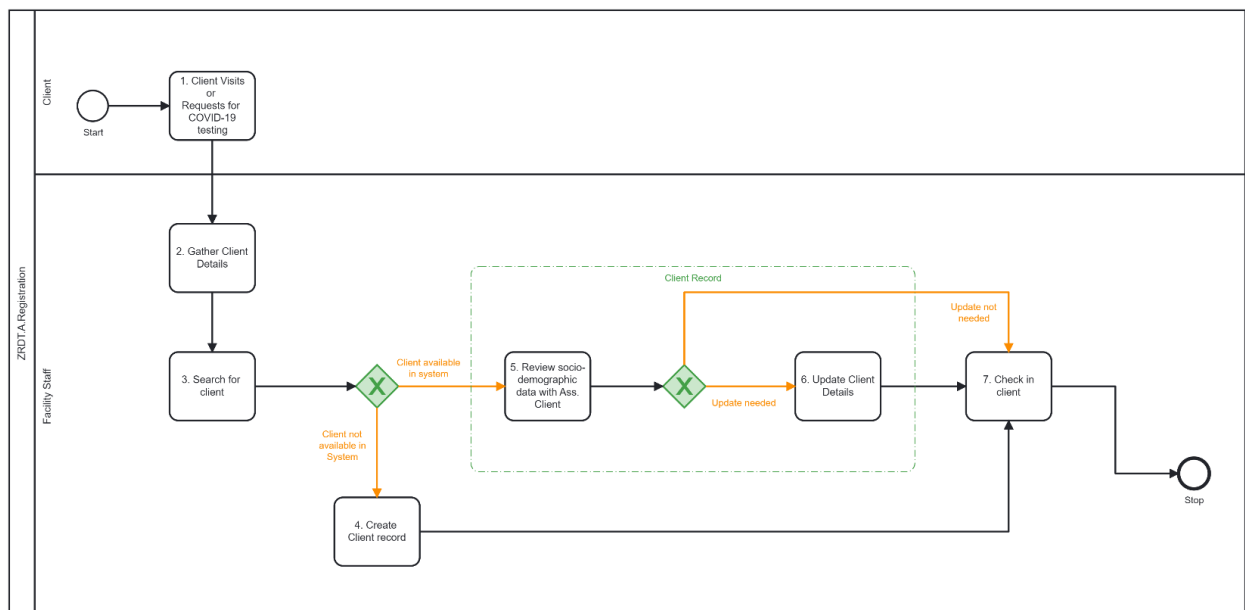 ZRDT.A.Registration
Client
Start
1. Client Visits
or
Requests for
COVID-19
testing
Facility Staff
2. Gather Client
Details
3. Search for
client
Client available
in system
Client not
available in
System
4. Create
Client record
Client Record
5. Review socio-
demographic
data with Ass.
Client
Update needed
Update not
needed
6. Update Client
Details
7. Check in
client
Stop